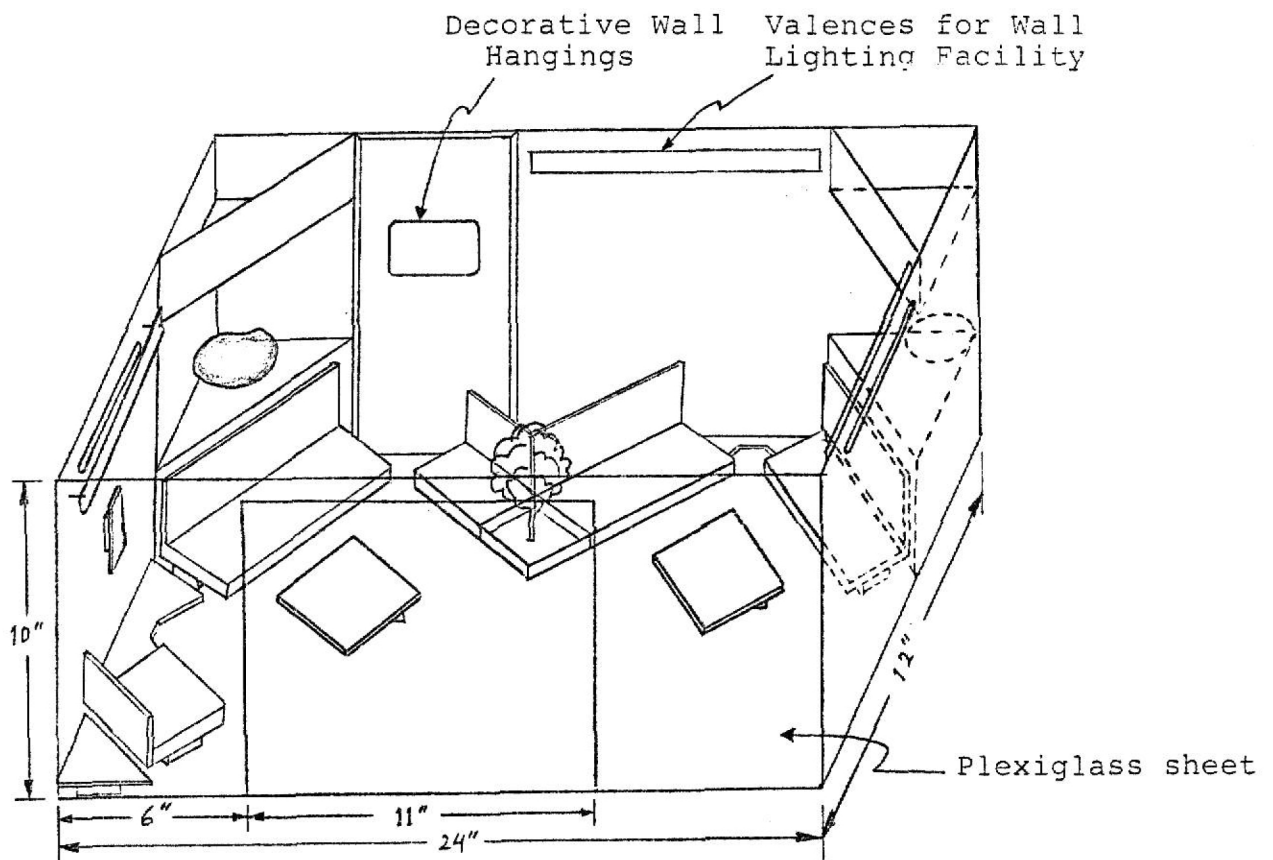 Decorative Wall
Hangings
Valences for Wall
Lighting Facility
10"
12"
Plexiglass sheet
6"
11"
24"